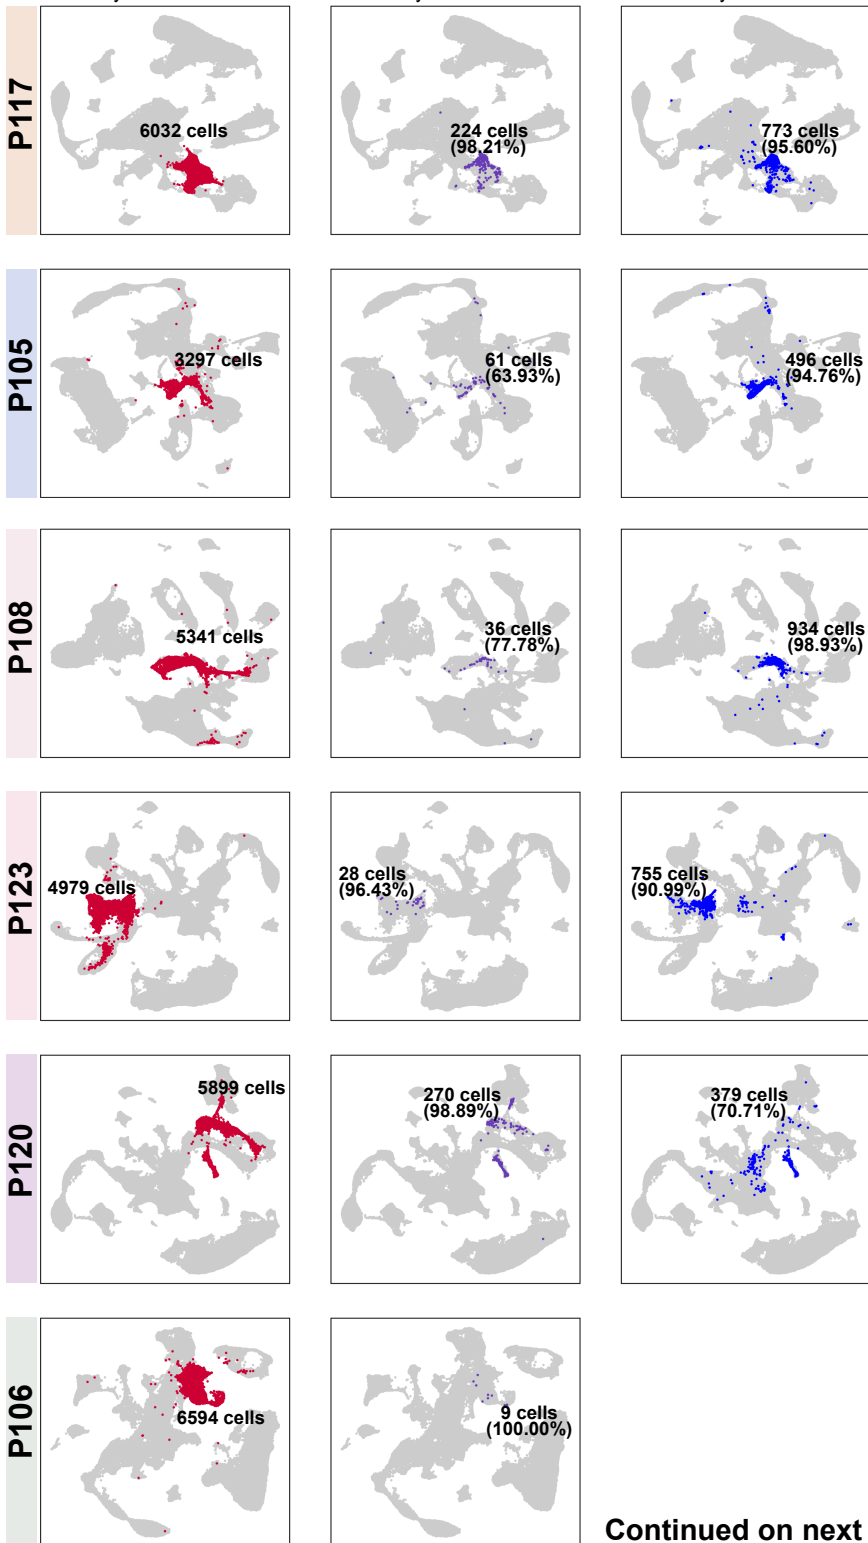 P117
6032 cells
224 cells
(98.21%)
773 cells
(95.60%)
P105
3297 cells
61 cells
(63.93%)
496 cells
(94.76%)
P108
5341 cells
36 cells
(77.78%)
934 cells
(98.93%)
P123
4979 cells
28 cells
(96.43%)
755 cells
(90.99%)
P120
5899 cells
270 cells
(98.89%)
379 cells
(70.71%)
P106
6594 cells
9 cells
(100.00%)
Continued on next